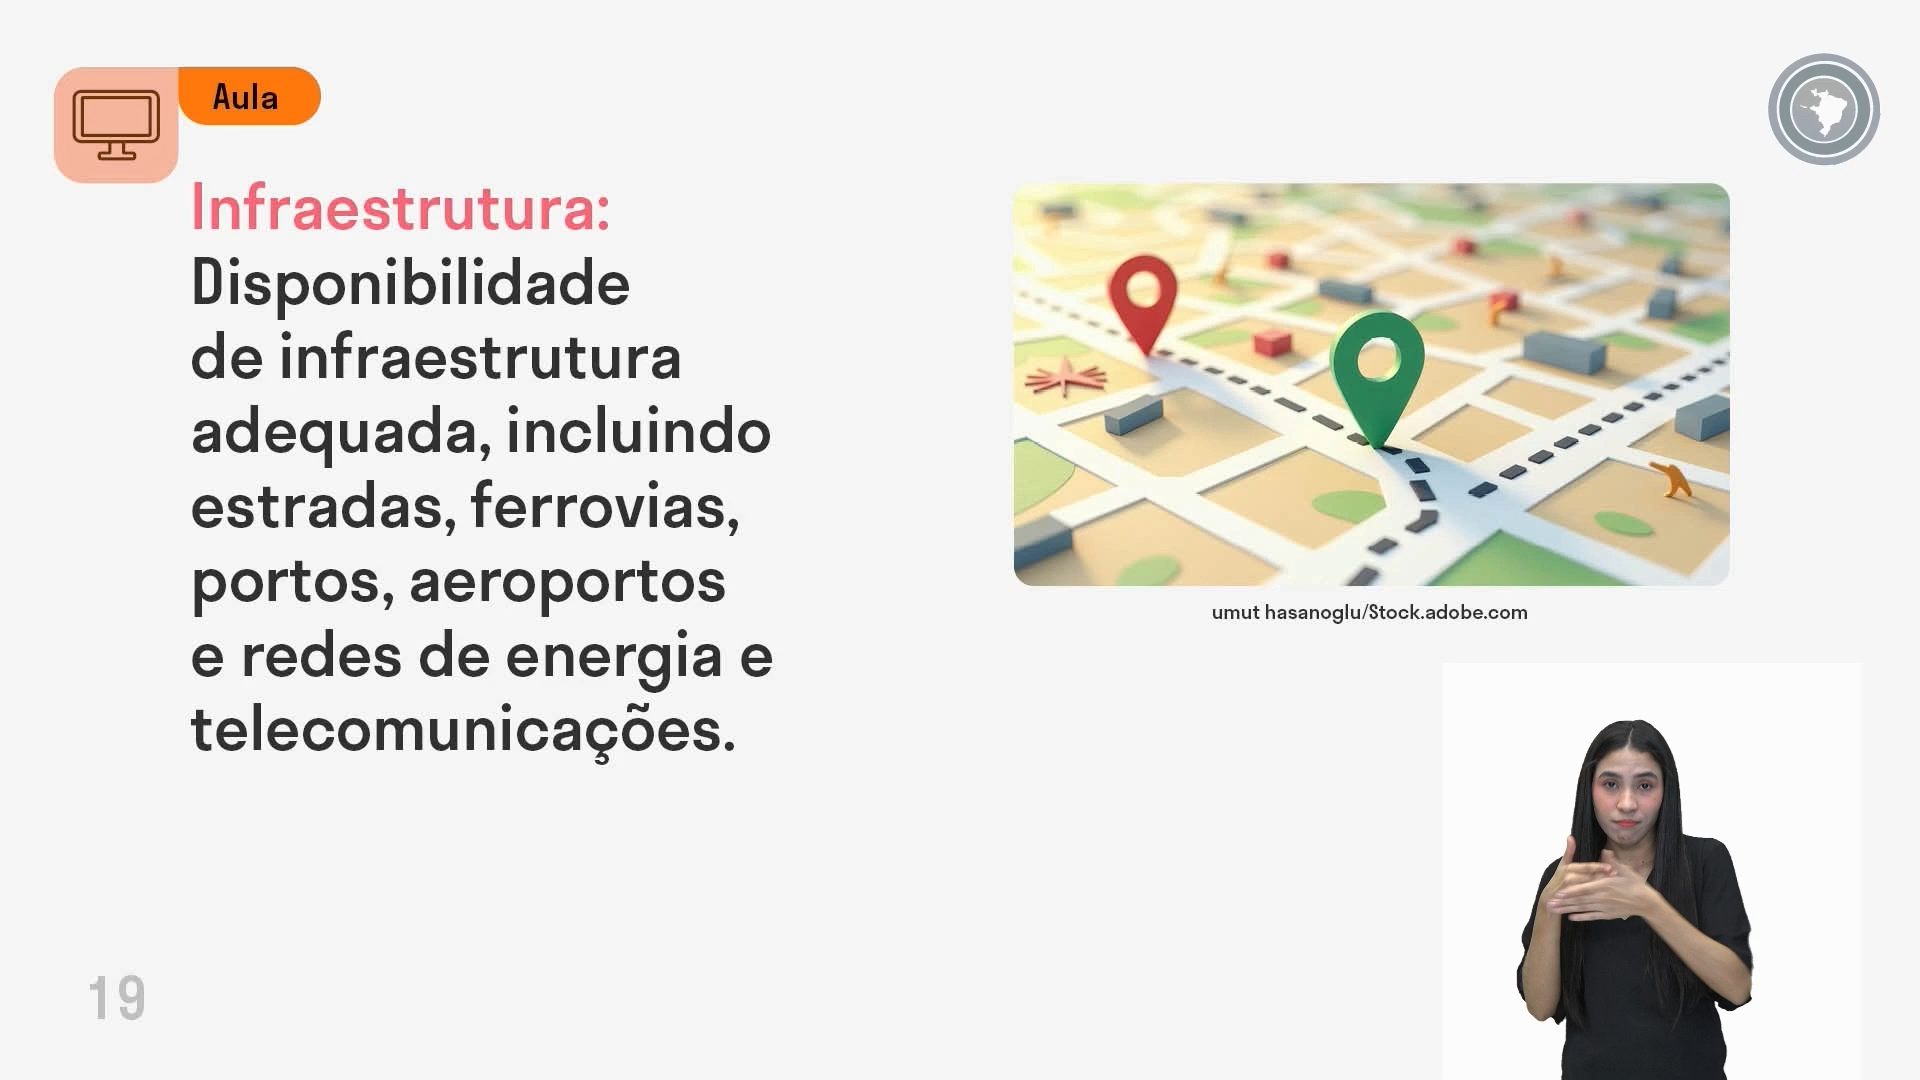 Aula
Infraestrutura:
Disponibilidade
de infraestrutura
adequada, incluindo
estradas, ferrovias,
portos, aeroportos
e redes de energia e
telecomunicações.
umut hasanoglu/Stock.adobe.com
19